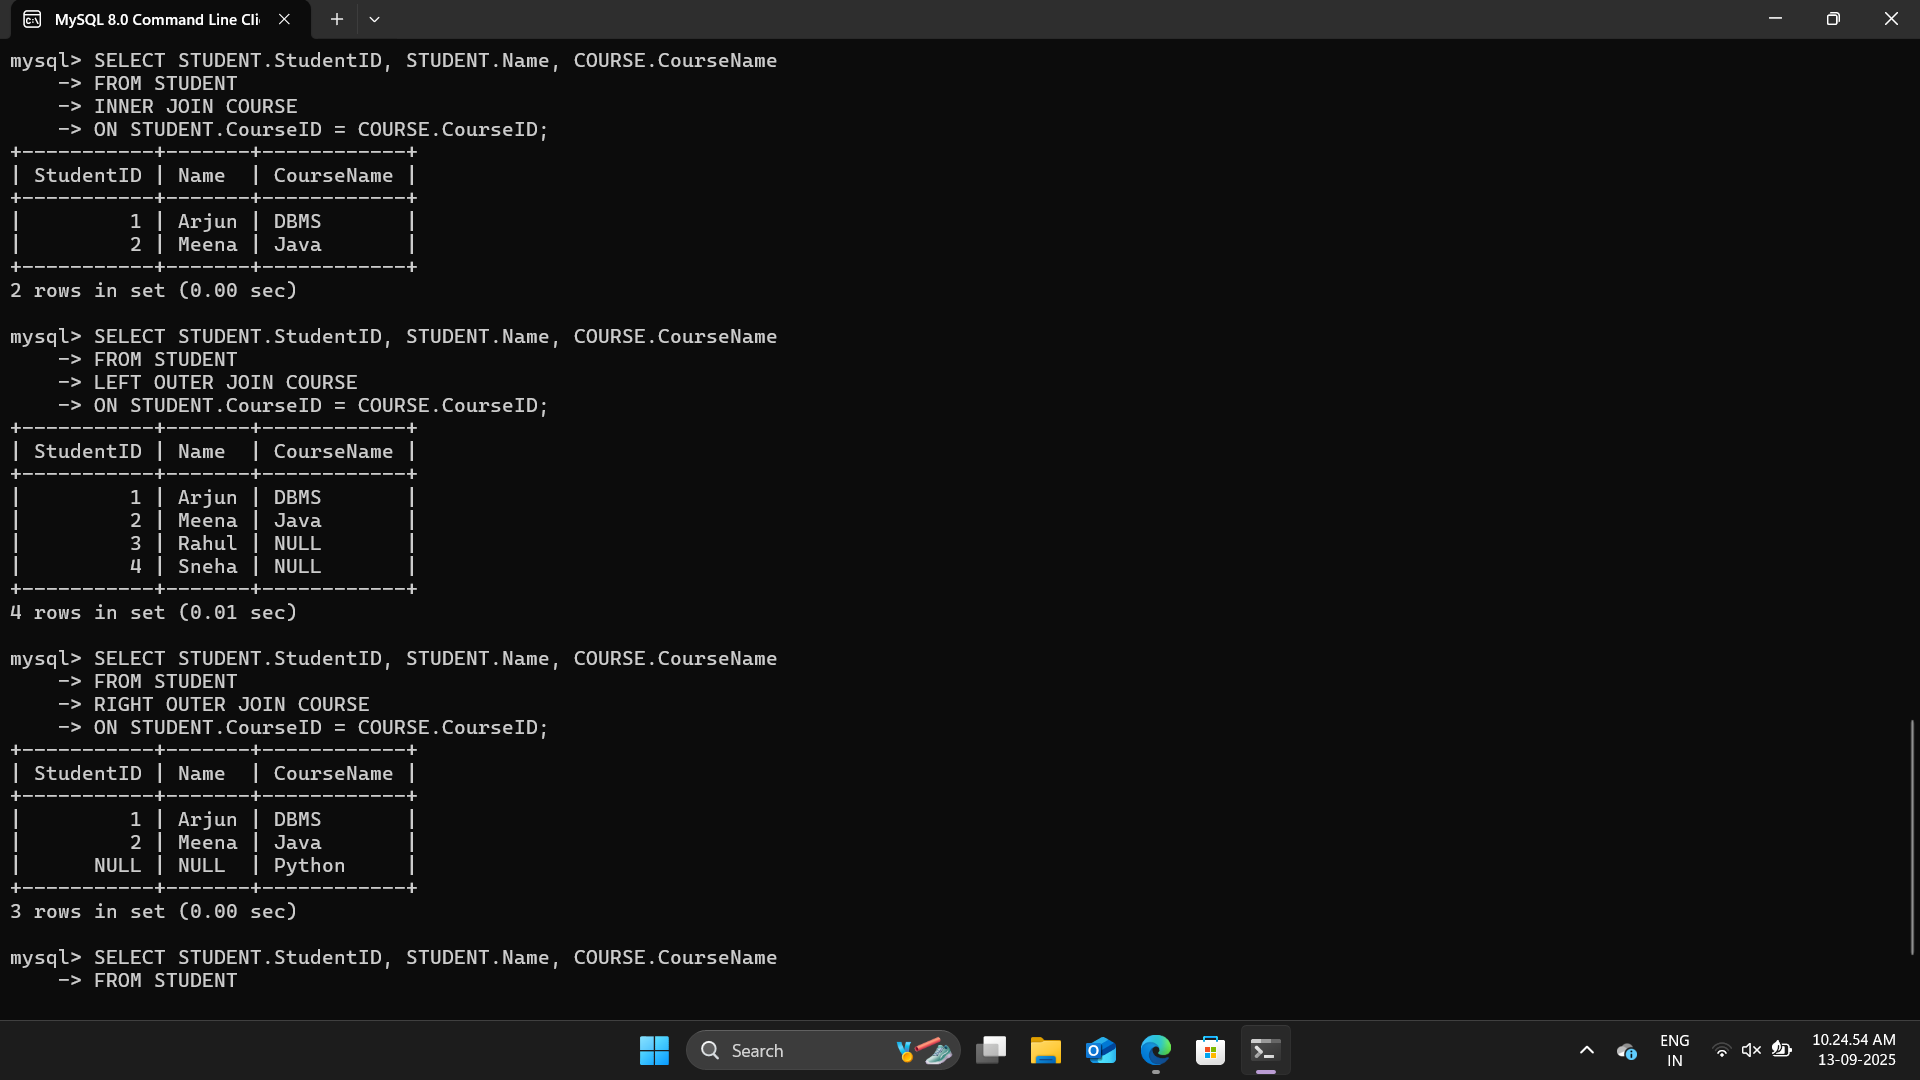 MySQL 8.0 Command Line Cli
mysql> SELECT STUDENT.StudentID, STUDENT.Name, COURSE.CourseName
    -> FROM STUDENT
    -> INNER JOIN COURSE
    -> ON STUDENT.CourseID = COURSE.CourseID;
+-----------+-------+------------+
| StudentID | Name  | CourseName |
+-----------+-------+------------+
|         1 | Arjun | DBMS       |
|         2 | Meena | Java       |
+-----------+-------+------------+
2 rows in set (0.00 sec)
mysql> SELECT STUDENT.StudentID, STUDENT.Name, COURSE.CourseName
    -> FROM STUDENT
    -> LEFT OUTER JOIN COURSE
    -> ON STUDENT.CourseID = COURSE.CourseID;
+-----------+-------+------------+
| StudentID | Name  | CourseName |
+-----------+-------+------------+
|         1 | Arjun | DBMS       |
|         2 | Meena | Java       |
|         3 | Rahul | NULL       |
|         4 | Sneha | NULL       |
+-----------+-------+------------+
4 rows in set (0.01 sec)
mysql> SELECT STUDENT.StudentID, STUDENT.Name, COURSE.CourseName
    -> FROM STUDENT
    -> RIGHT OUTER JOIN COURSE
    -> ON STUDENT.CourseID = COURSE.CourseID;
+-----------+-------+------------+
| StudentID | Name  | CourseName |
+-----------+-------+------------+
|         1 | Arjun | DBMS       |
|         2 | Meena | Java       |
|      NULL | NULL  | Python     |
+-----------+-------+------------+
3 rows in set (0.00 sec)
mysql> SELECT STUDENT.StudentID, STUDENT.Name, COURSE.CourseName
    -> FROM STUDENT
Search
ENG
IN
10.24.54 AM
13-09-2025